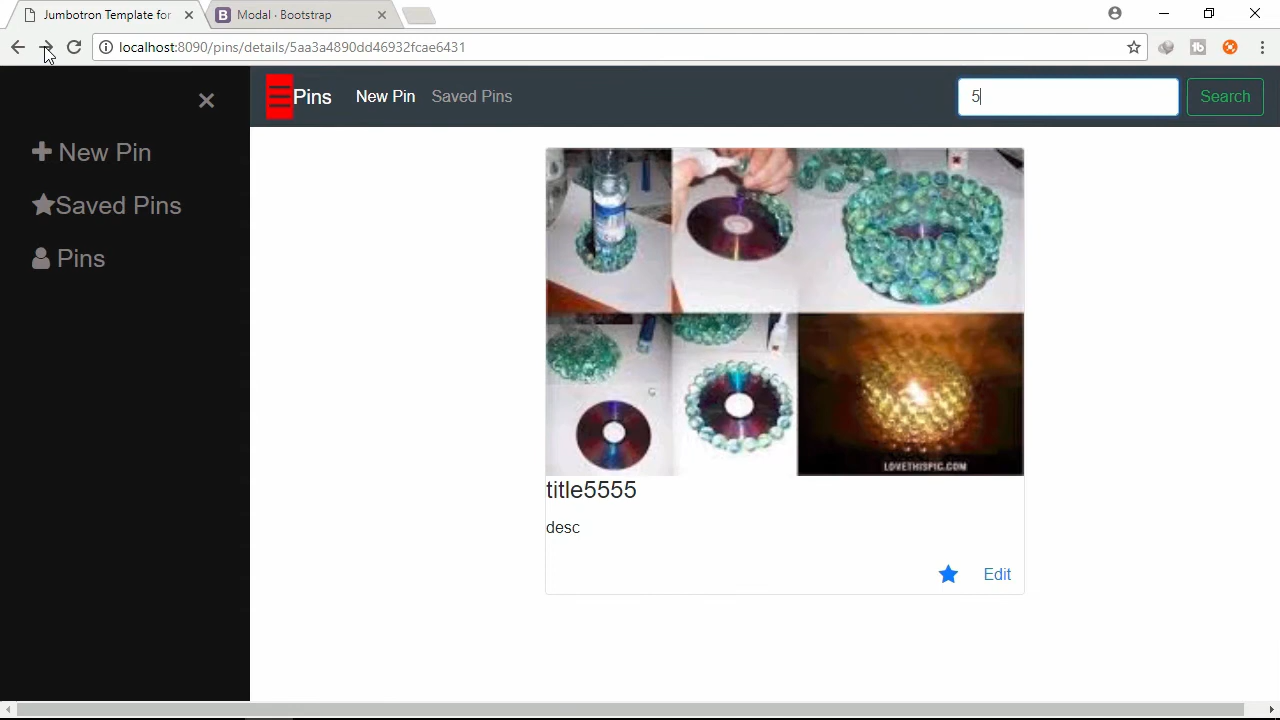 Jumbotron Template for
Modal · Bootstrap
localhost:8090/pins/details/5aa3a4890dd46932fcae6431
Pins
New Pin
Saved Pins
5
Search
New Pin
Saved Pins
Pins
LOVETHISPIC.COM
title5555
desc
Edit